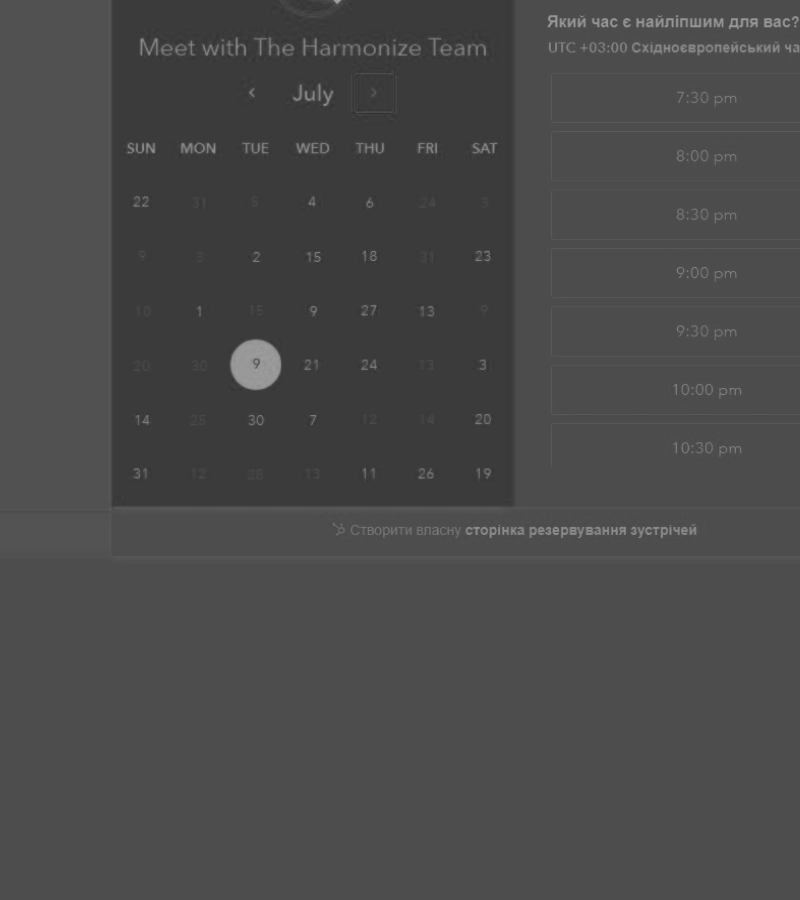 Meet with The Harmonize Team
July
SUN MON TUE WED THU FRI SAT
22 31 5 4 6 24 3
9 3 2 15 18 31 23
10 1 15 9 27 13 9
20 30 9 21 24 13 3
14 25 30 7 12 14 20
31 12 28 13 11 26 19
Який час є найліпшим для вас?
UTC +03:00 Східноєвропейський ча
7:30 pm
8:00 pm
8:30 pm
9:00 pm
9:30 pm
10:00 pm
10:30 pm
Створити власну сторінка резервування зустрічей